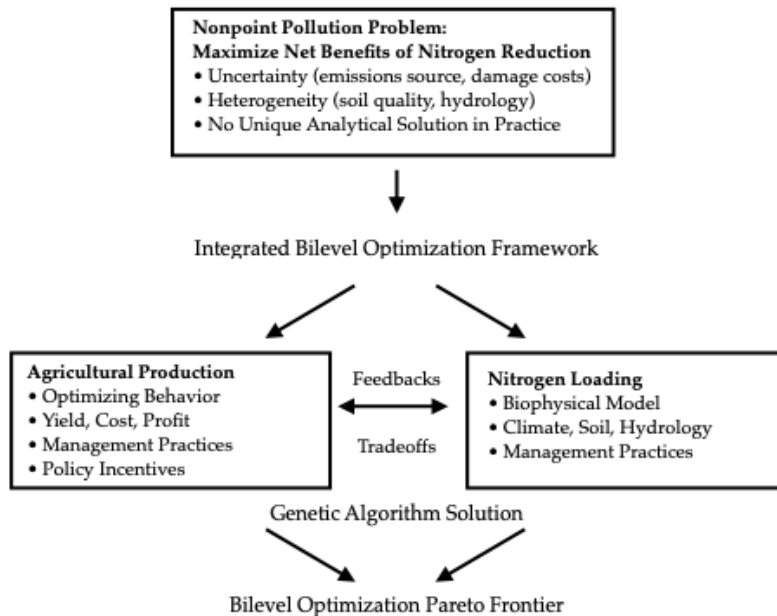 Nonpoint Pollution Problem:
Maximize Net Benefits of Nitrogen Reduction
• Uncertainty (emissions source, damage costs)
• Heterogeneity (soil quality, hydrology)
• No Unique Analytical Solution in Practice
Integrated Bilevel Optimization Framework
Agricultural Production
• Optimizing Behavior
• Yield, Cost, Profit
• Management Practices
• Policy Incentives
Feedbacks
Tradeoffs
Nitrogen Loading
• Biophysical Model
• Climate, Soil, Hydrology
• Management Practices
Genetic Algorithm Solution
Bilevel Optimization Pareto Frontier